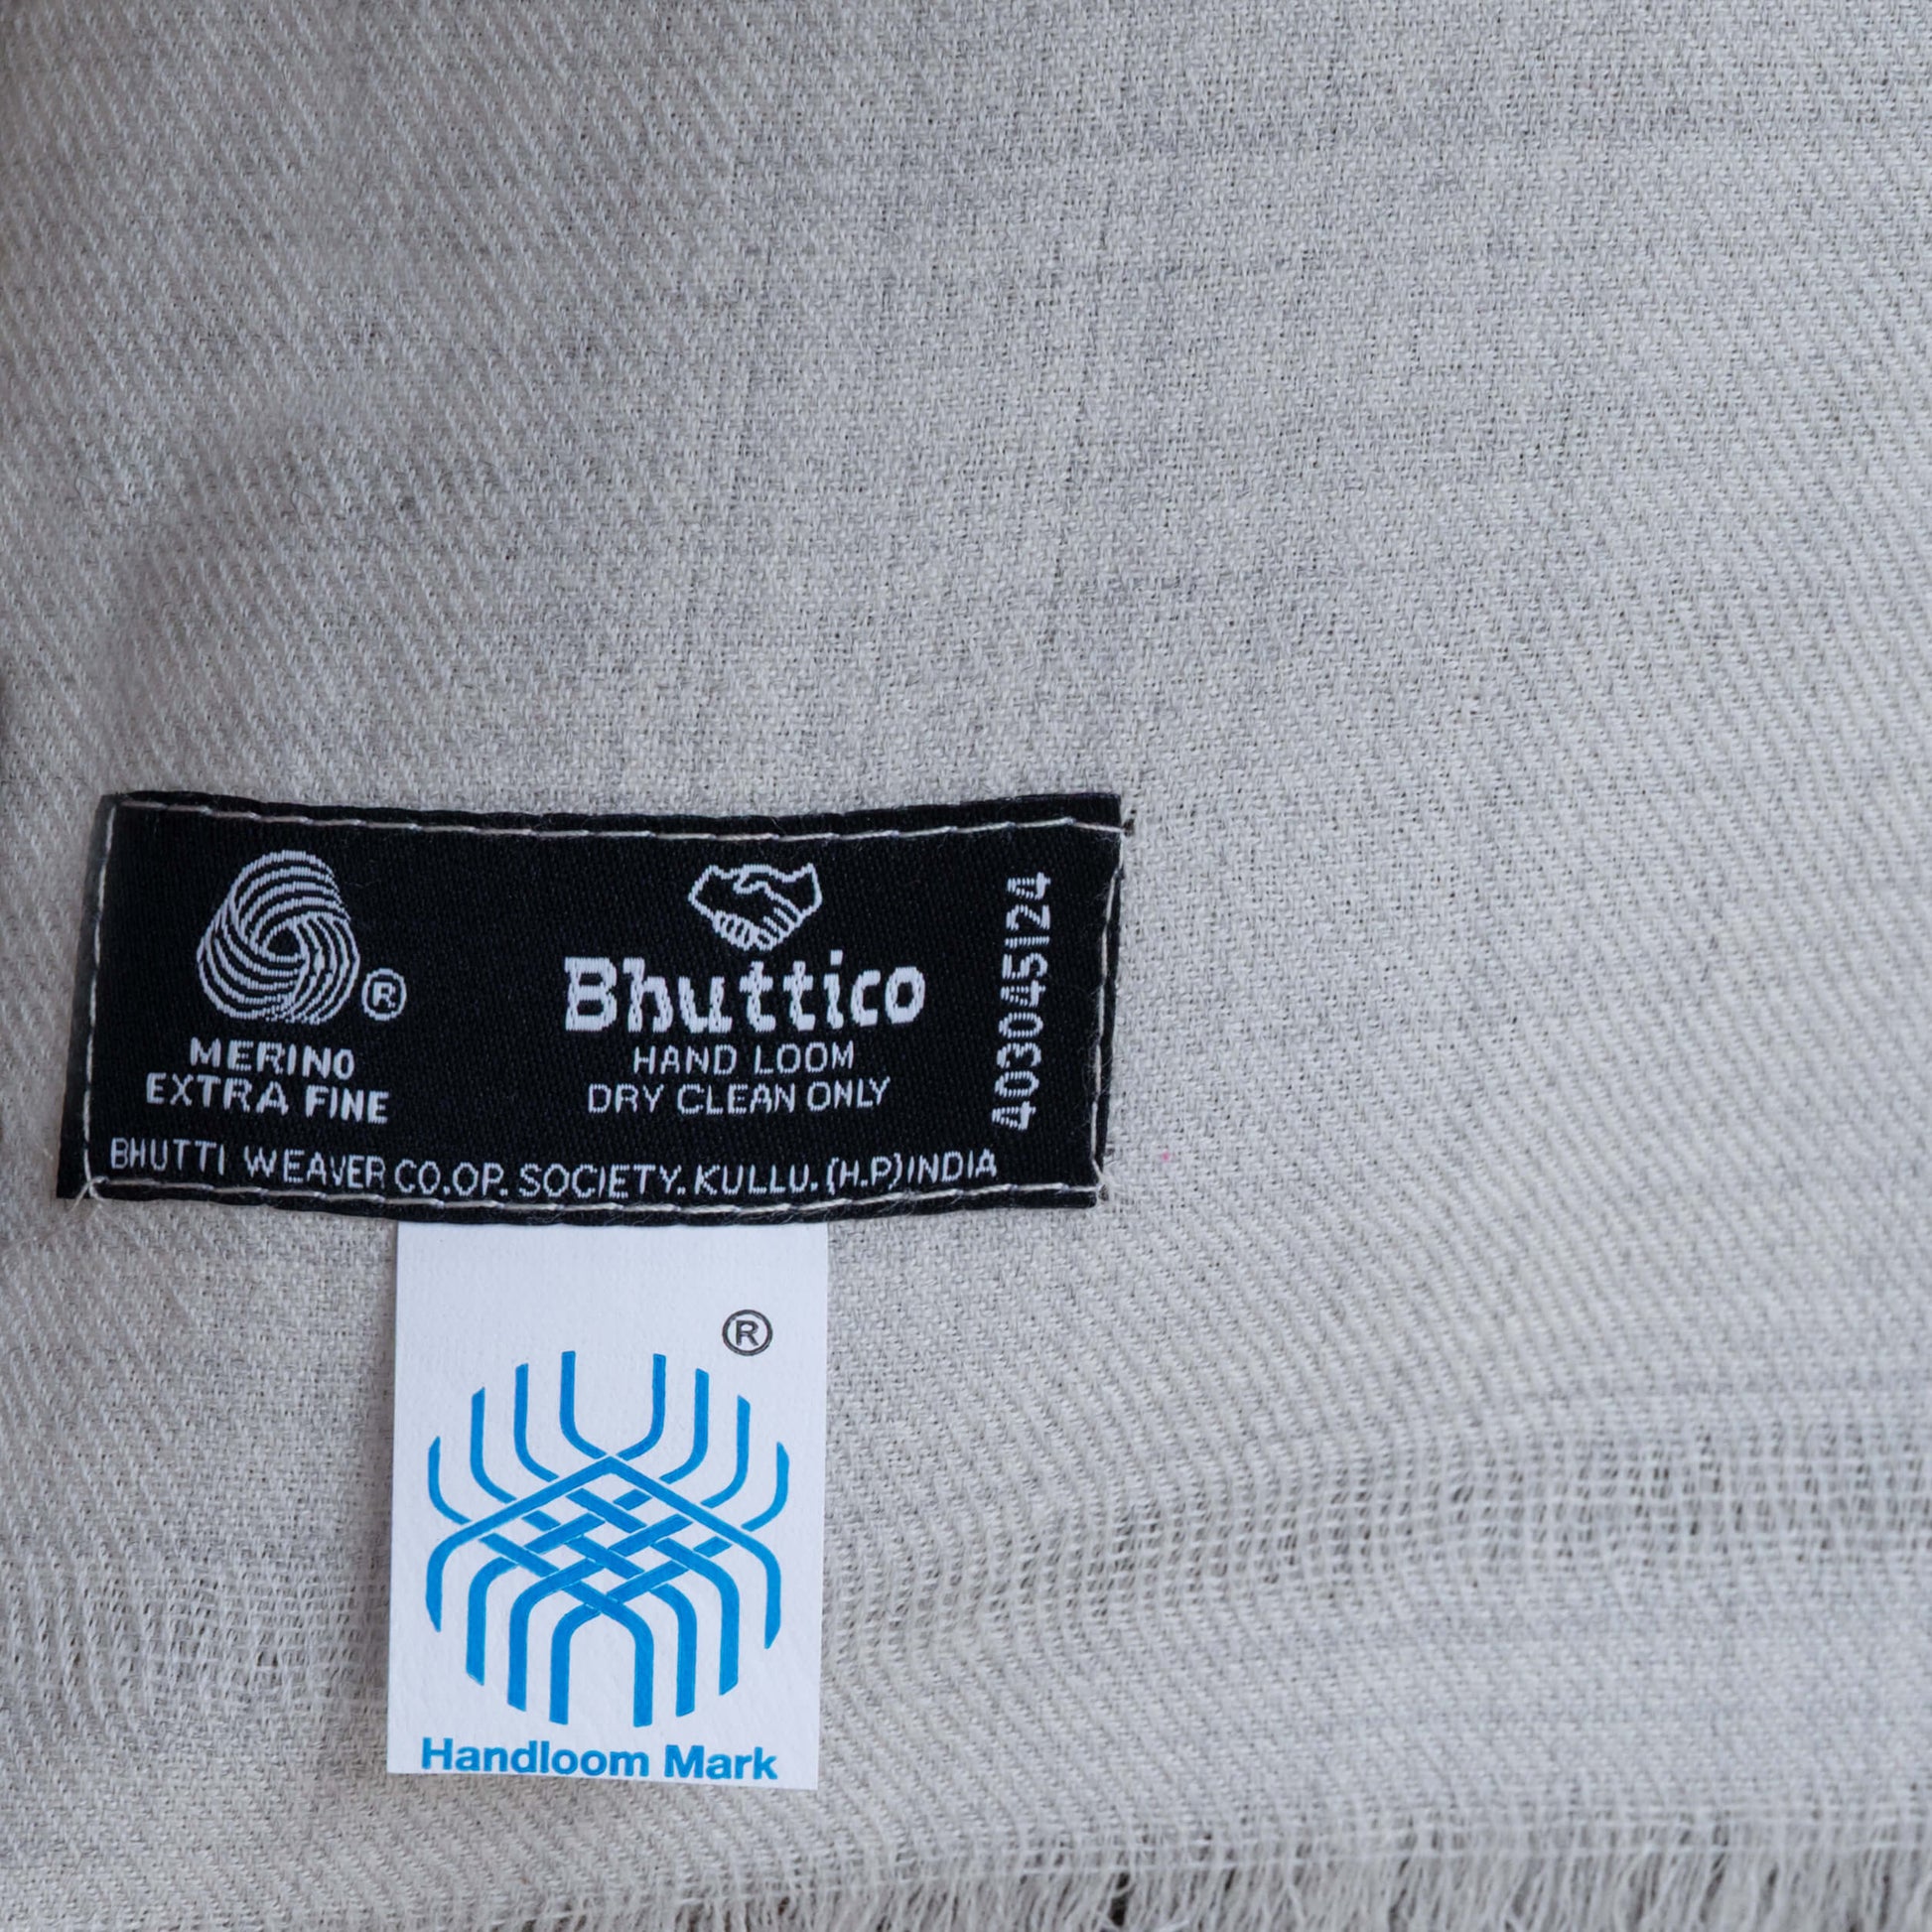 ®
MERINO
EXTRA FINE
Bhuttico
HAND LOOM
DRY CLEAN ONLY
403045124
BHUTTI WEAVER CO.OP. SOCIETY. KULLU. (H.P) INDIA
®
Handloom Mark